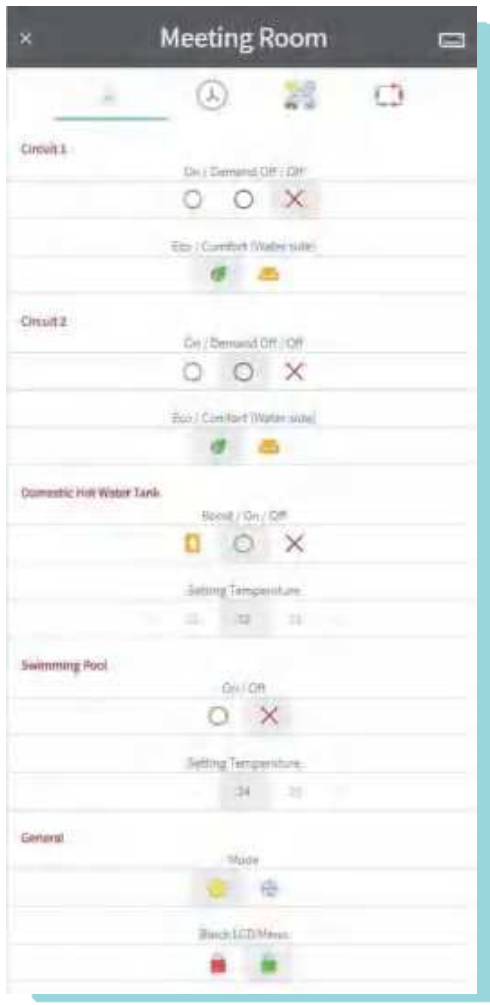 Meeting Room
Circuit 1
On / Demand Off / Off
Eco / Comfort (Water side)
Circuit 2
On / Demand Off / Off
Eco / Comfort (Water side)
Domestic Hot Water Tank
Boost / On / Off
Setting Temperature
Swimming Pool
On / Off
Setting Temperature
24
General
Mode
Block LCD Menu